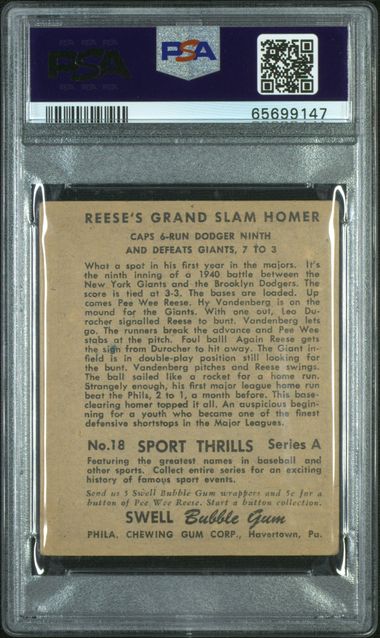 PSA
PSA
65699147
REESE'S GRAND SLAM HOMER
CAPS 6-RUN DODGER NINTH
AND DEFEATS GIANTS, 7 TO 3
What a spot in his first year in the majors. It's
the ninth inning of a 1940 battle between the
New York Giants and the Brooklyn Dodgers. The
score is tied at 3-3. The bases are loaded. Up
comes Pee Wee Reese. Hy Vandenberg is on the
mound for the Giants. With one out, Leo Du-
rocher signalled Reese to bunt. Vandenberg lets
go. The runners break the advance and Pee Wee
stabs at the pitch. Foul ball! Again Reese gets
the sign from Durocher to hit away. The Giant in-
field is in double-play position still looking for
the bunt. Vandenberg pitches and Reese swings.
The ball sailed like a rocket for a home run.
Strangely enough, his first major league home run
beat the Phils, 2 to 1, a month before. This base-
clearing homer topped it all. An auspicious begin-
ning for a youth who became one of the finest
defensive shortstops in the Major Leagues.
No. 18 SPORT THRILLS Series A
Featuring the greatest names in baseball and
other sports. Collect entire series for an exciting
history of famous sport events.
Send us 5 Swell Bubble Gum wrappers and 5c for a
button of Pee Wee Reese. Start a button collection.
SWELL Bubble Gum
PHILA. CHEWING GUM CORP., Havertown, Pa.